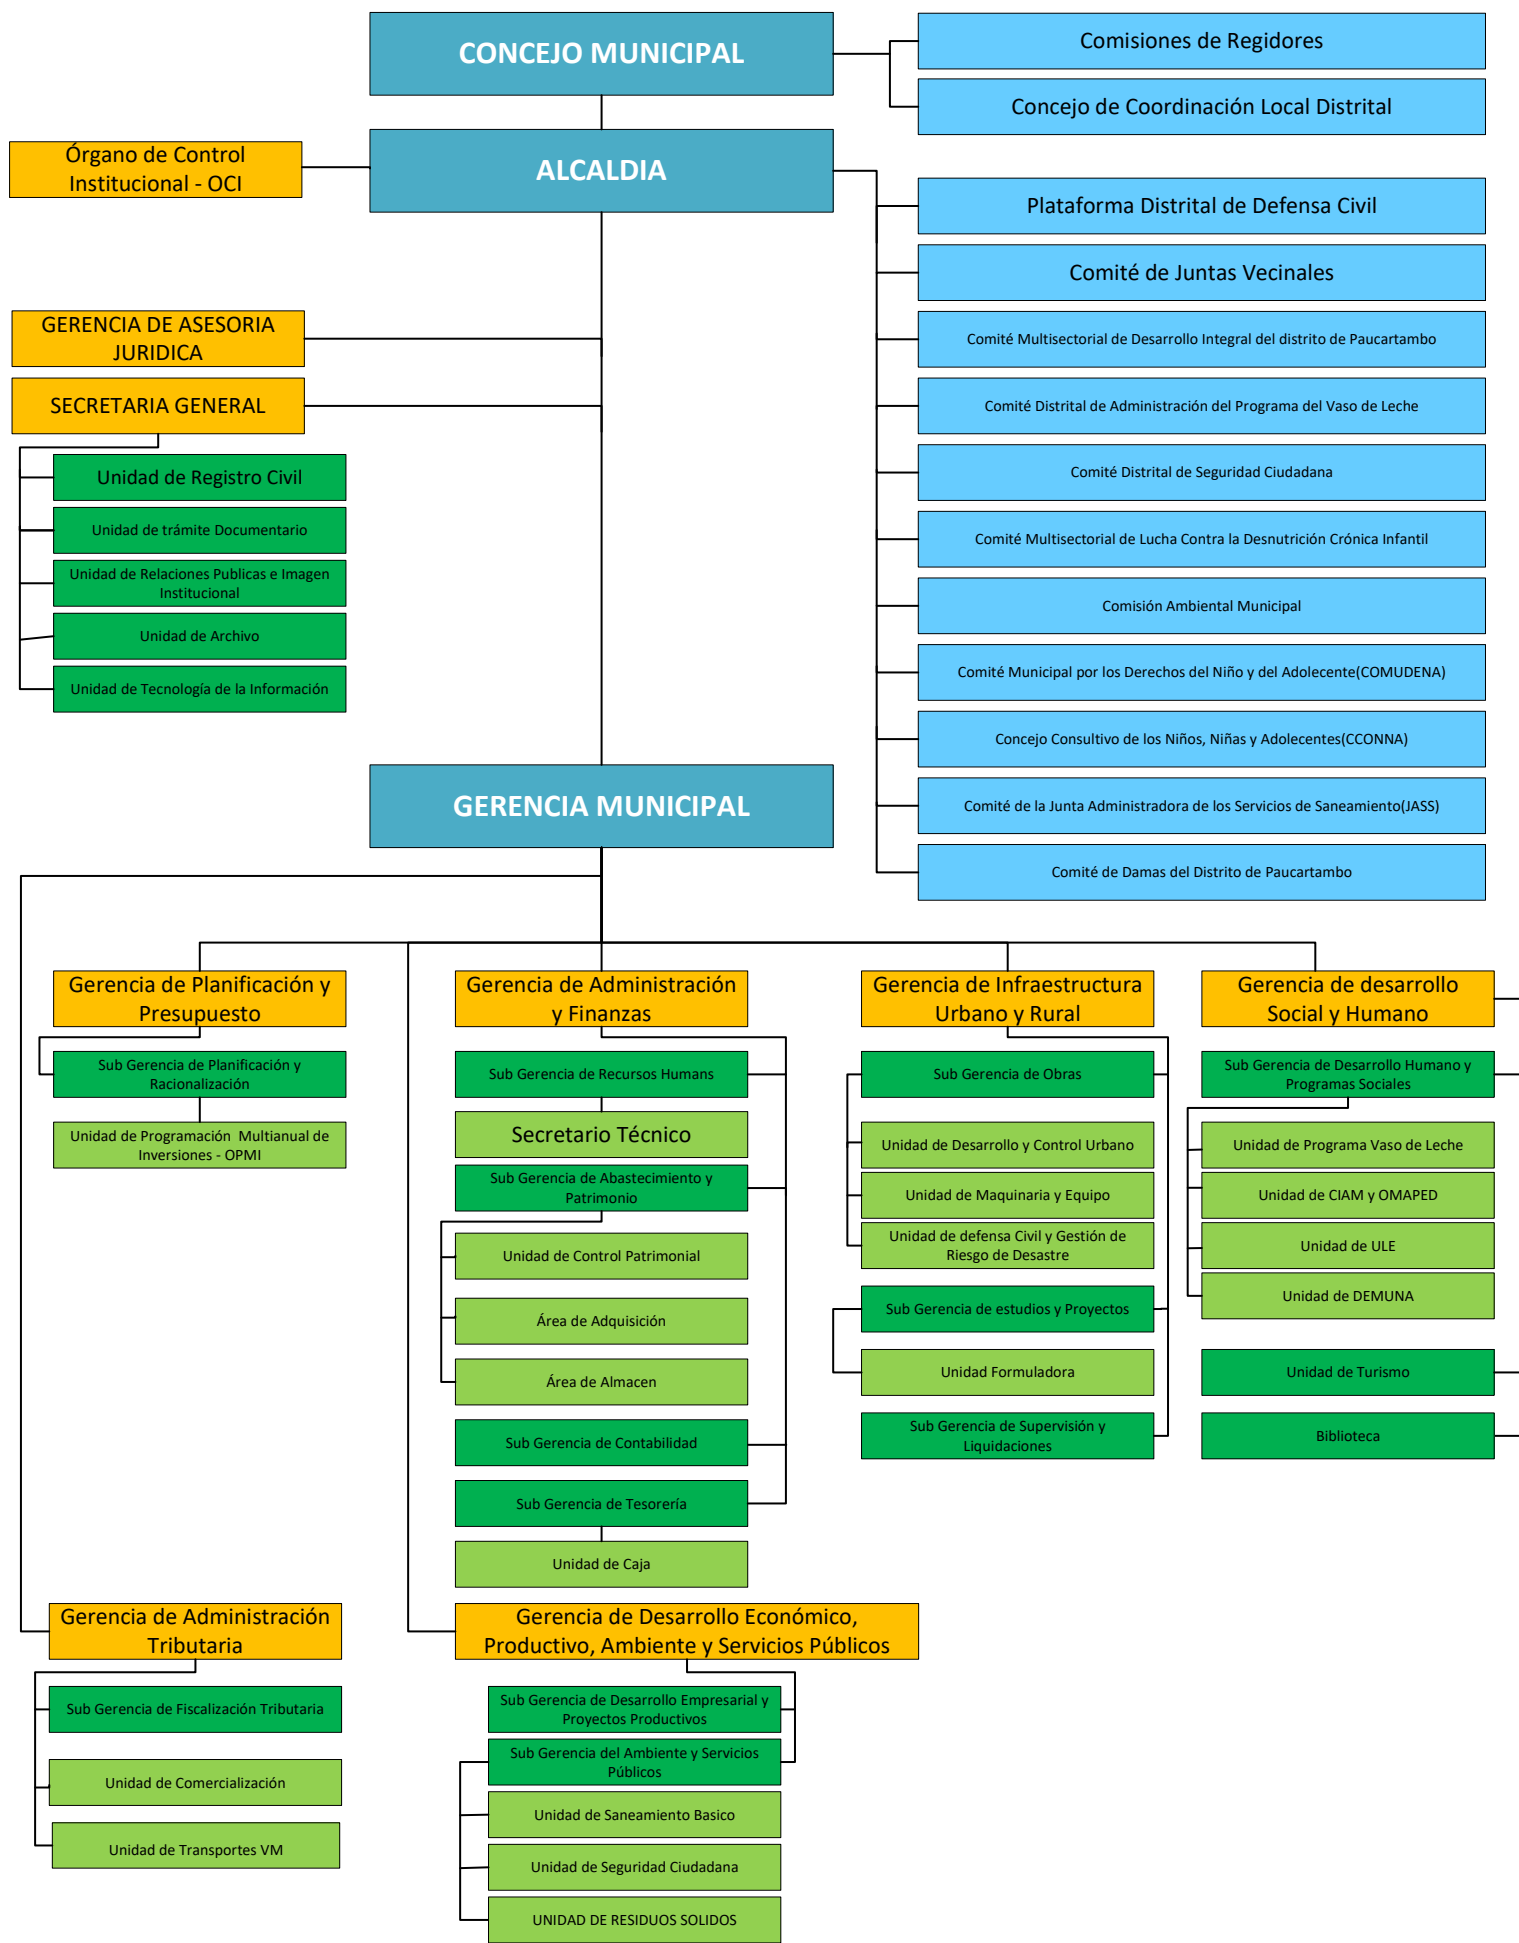 CONCEJO MUNICIPAL
Comisiones de Regidores
Concejo de Coordinación Local Distrital
Órgano de Control
Institucional - OCI
ALCALDIA
Plataforma Distrital de Defensa Civil
Comité de Juntas Vecinales
Comité Multisectorial de Desarrollo Integral del distrito de Paucartambo
Comité Distrital de Administración del Programa del Vaso de Leche
Comité Distrital de Seguridad Ciudadana
Comité Multisectorial de Lucha Contra la Desnutrición Crónica Infantil
Comisión Ambiental Municipal
Comité Municipal por los Derechos del Niño y del Adolecente(COMUDENA)
Concejo Consultivo de los Niños, Niñas y Adolecentes(CCONNA)
Comité de la Junta Administradora de los Servicios de Saneamiento(JASS)
Comité de Damas del Distrito de Paucartambo
GERENCIA DE ASESORIA
JURIDICA
SECRETARIA GENERAL
Unidad de Registro Civil
Unidad de trámite Documentario
Unidad de Relaciones Publicas e Imagen
Institucional
Unidad de Archivo
Unidad de Tecnología de la Información
GERENCIA MUNICIPAL
Gerencia de Planificación y
Presupuesto
Sub Gerencia de Planificación y
Racionalización
Unidad de Programación  Multianual de
Inversiones - OPMI
Gerencia de Administración
y Finanzas
Sub Gerencia de Recursos Humans
Secretario Técnico
Sub Gerencia de Abastecimiento y
Patrimonio
Unidad de Control Patrimonial
Área de Adquisición
Área de Almacen
Sub Gerencia de Contabilidad
Sub Gerencia de Tesorería
Unidad de Caja
Gerencia de Infraestructura
Urbano y Rural
Sub Gerencia de Obras
Unidad de Desarrollo y Control Urbano
Unidad de Maquinaria y Equipo
Unidad de defensa Civil y Gestión de
Riesgo de Desastre
Sub Gerencia de estudios y Proyectos
Unidad Formuladora
Sub Gerencia de Supervisión y
Liquidaciones
Gerencia de desarrollo
Social y Humano
Sub Gerencia de Desarrollo Humano y
Programas Sociales
Unidad de Programa Vaso de Leche
Unidad de CIAM y OMAPED
Unidad de ULE
Unidad de DEMUNA
Unidad de Turismo
Biblioteca
Gerencia de Administración
Tributaria
Sub Gerencia de Fiscalización Tributaria
Unidad de Comercialización
Unidad de Transportes VM
Gerencia de Desarrollo Económico,
Productivo, Ambiente y Servicios Públicos
Sub Gerencia de Desarrollo Empresarial y
Proyectos Productivos
Sub Gerencia del Ambiente y Servicios
Públicos
Unidad de Saneamiento Basico
Unidad de Seguridad Ciudadana
UNIDAD DE RESIDUOS SOLIDOS